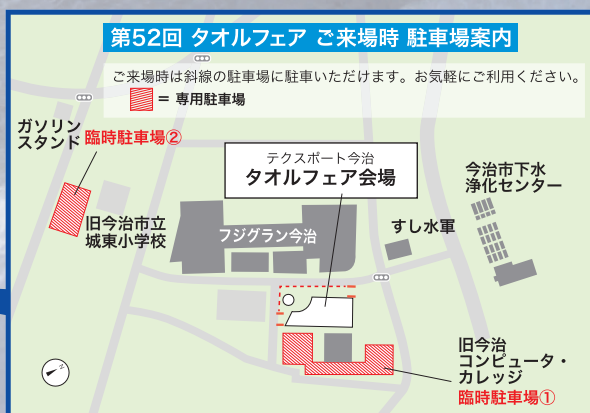 第52回 タオルフェア ご来場時 駐車場案内
ご来場時は斜線の駐車場に駐車いただけます。お気軽にご利用ください。
= 専用駐車場
ガソリン
スタンド
臨時駐車場②
テクスポート今治
タオルフェア会場
今治市下水
浄化センター
旧今治市立
城東小学校
フジグラン今治
すし水軍
旧今治
コンピュータ・
カレッジ
臨時駐車場①
N